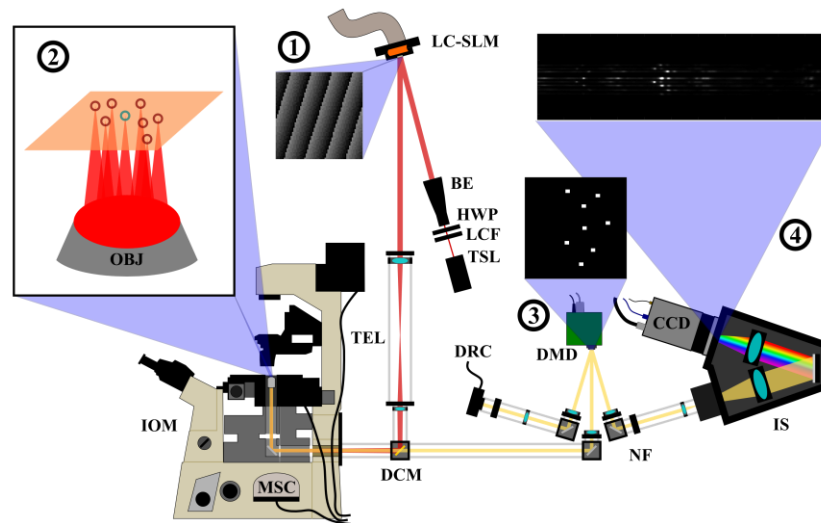 1
LC-SLM
2
OBJ
BE
HWP
LCF
TSL
3
4
CCD
DMD
DRC
TEL
IS
NF
IOM
DCM
MSC